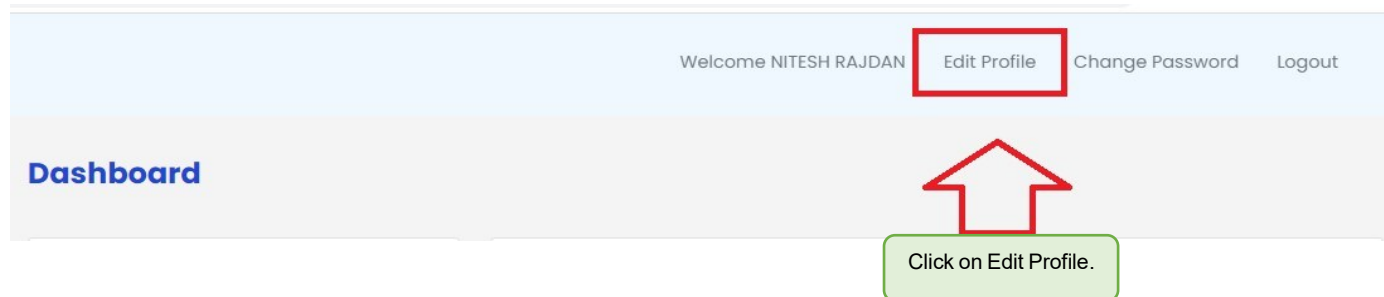 Welcome NITESH RAJDAN Edit Profile Change Password Logout
Dashboard
Click on Edit Profile.